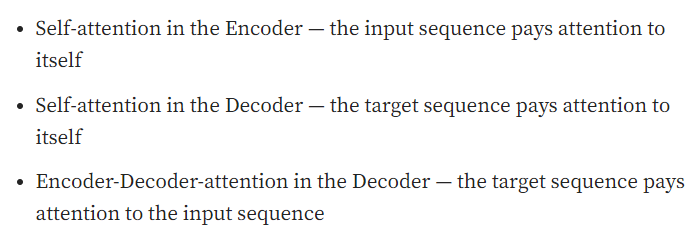 • Self-attention in the Encoder — the input sequence pays attention to
itself
• Self-attention in the Decoder — the target sequence pays attention to
itself
• Encoder-Decoder-attention in the Decoder — the target sequence pays
attention to the input sequence